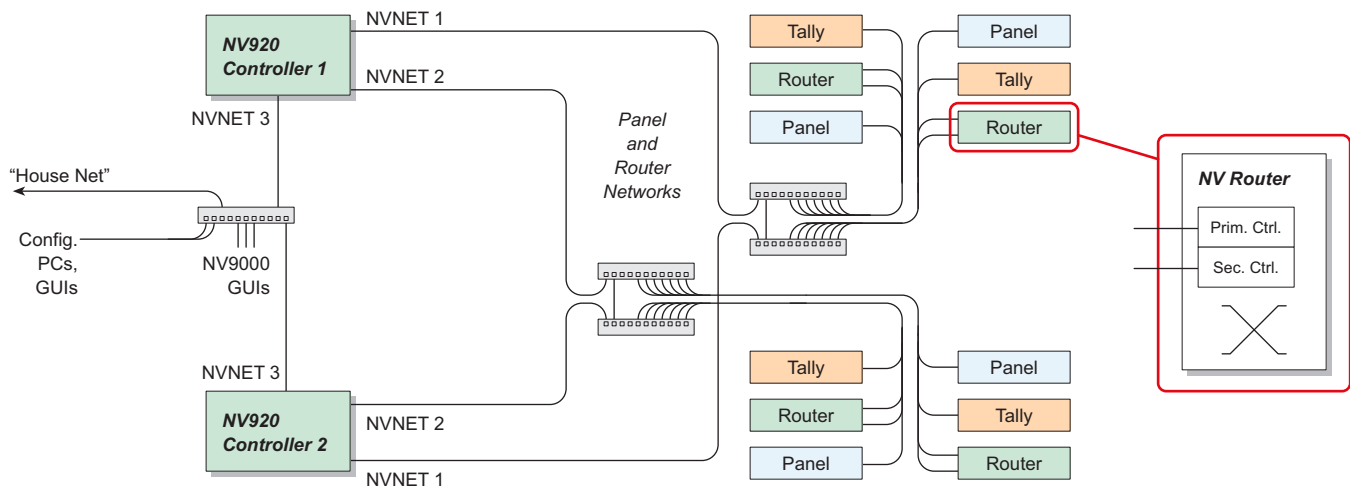 NV920
Controller 1
NVNET 1
NVNET 2
NVNET 3
“House Net”
Config.
PCs,
GUIs
NV9000
GUIs
NVNET 3
NV920
Controller 2
NVNET 2
NVNET 1
Panel
and
Router
Networks
Tally
Router
Panel
Panel
Tally
Router
Tally
Router
Panel
Panel
Tally
Router
NV Router
Prim. Ctrl.
Sec. Ctrl.